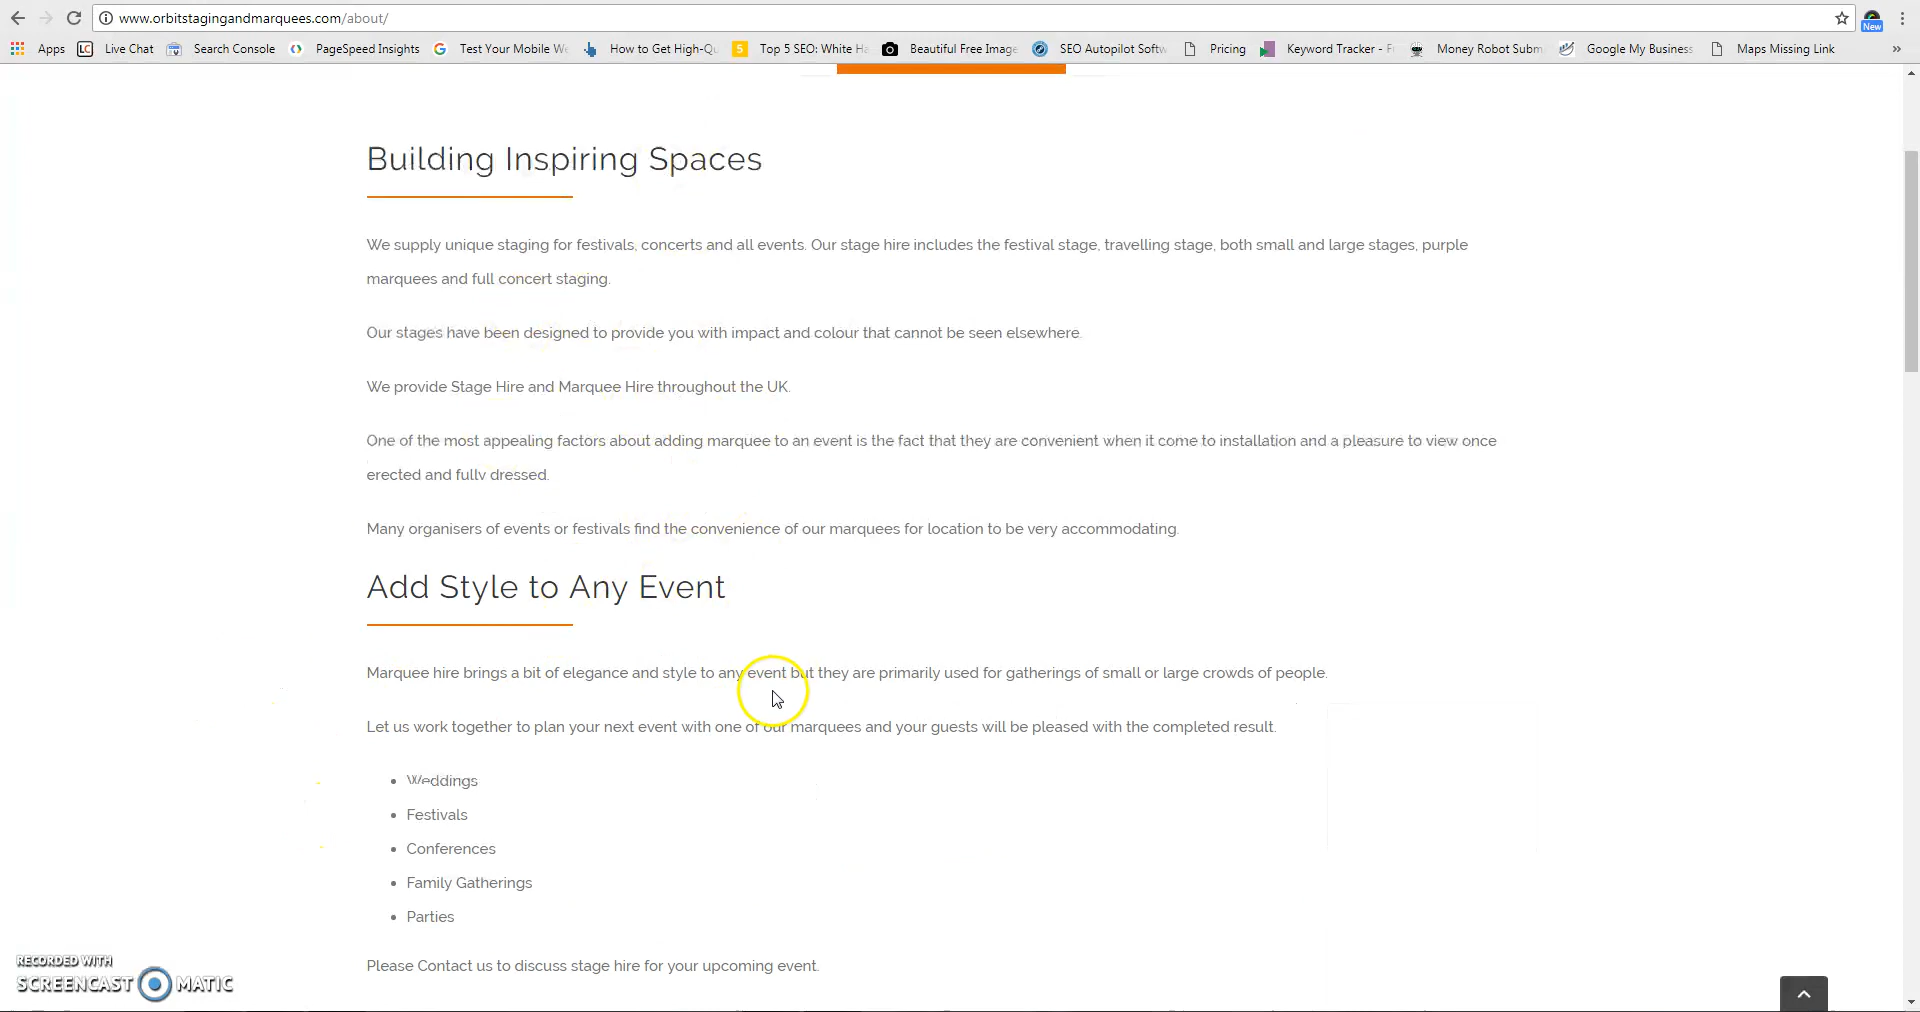 www.orbitstagingandmarquees.com/about/
New
Apps LC Live Chat Search Console PageSpeed Insights G Test Your Mobile We How to Get High-Qu 5 Top 5 SEO: White Ha Beautiful Free Image SEO Autopilot Softw Pricing Keyword Tracker - F Money Robot Subm Google My Business Maps Missing Link »
Building Inspiring Spaces
We supply unique staging for festivals, concerts and all events. Our stage hire includes the festival stage, travelling stage, both small and large stages, purple
marquees and full concert staging.
Our stages have been designed to provide you with impact and colour that cannot be seen elsewhere.
We provide Stage Hire and Marquee Hire throughout the UK.
One of the most appealing factors about adding marquee to an event is the fact that they are convenient when it come to installation and a pleasure to view once
erected and fully dressed.
Many organisers of events or festivals find the convenience of our marquees for location to be very accommodating.
Add Style to Any Event
Marquee hire brings a bit of elegance and style to any event but they are primarily used for gatherings of small or large crowds of people.
Let us work together to plan your next event with one of our marquees and your guests will be pleased with the completed result.
• Weddings
• Festivals
• Conferences
• Family Gatherings
• Parties
Please Contact us to discuss stage hire for your upcoming event.
RECORDED WITH
SCREENCAST MATIC